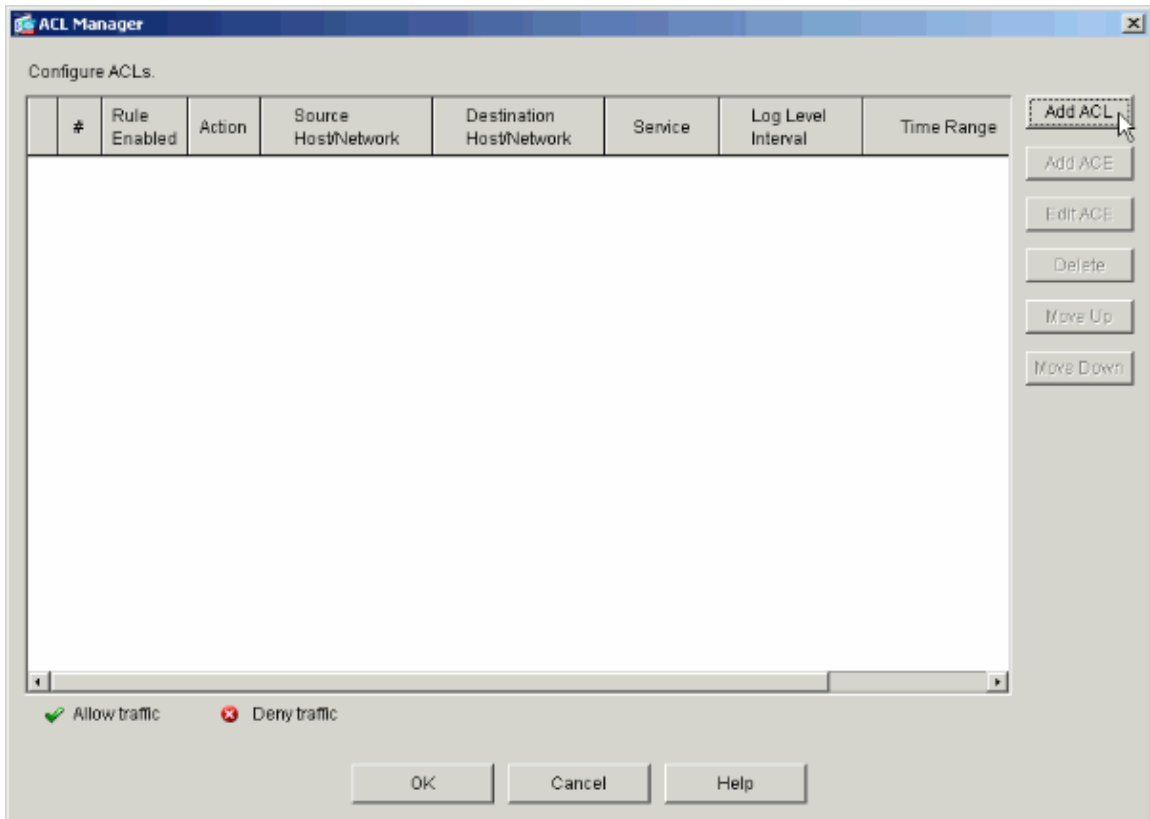 ACL Manager
Configure ACLs.
#
Rule
Enabled
Action
Source
Host/Network
Destination
Host/Network
Service
Log Level
Interval
Time Range
Add ACL
Add ACE
Edit ACE
Delete
Move Up
Move Down
Allow traffic
Deny traffic
OK
Cancel
Help